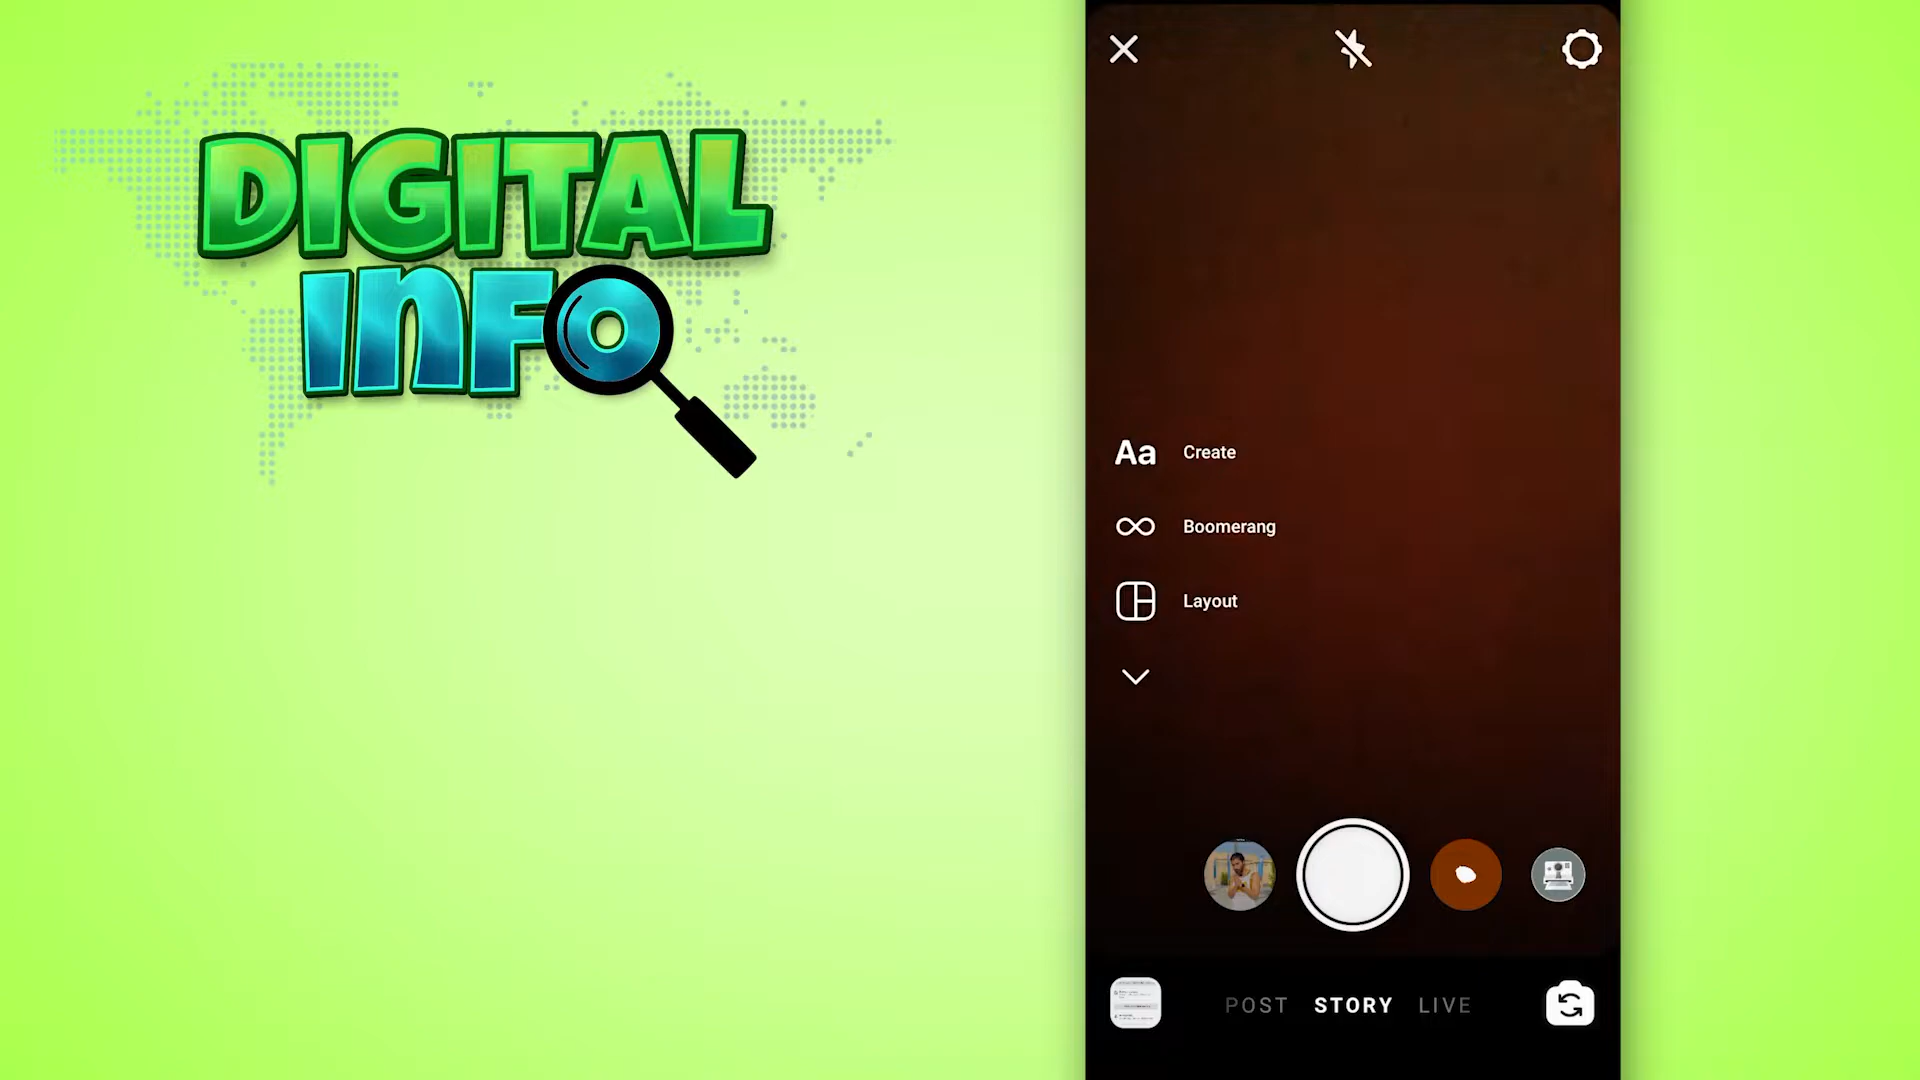 DIGITAL
INFO
Aa Create
Boomerang
Layout
POST STORY LIVE